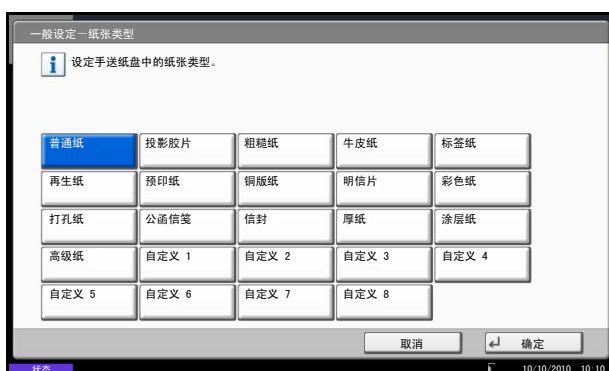 一般设定－纸张类型
设定手送纸盘中的纸张类型。
普通纸 投影胶片 粗糙纸 牛皮纸 标签纸
再生纸 预印纸 铜版纸 明信片 彩色纸
打孔纸 公函信笺 信封 厚纸 涂层纸
高级纸 自定义 1 自定义 2 自定义 3 自定义 4
自定义 5 自定义 6 自定义 7 自定义 8
取消 确定
状态 10/10/2010 10:10